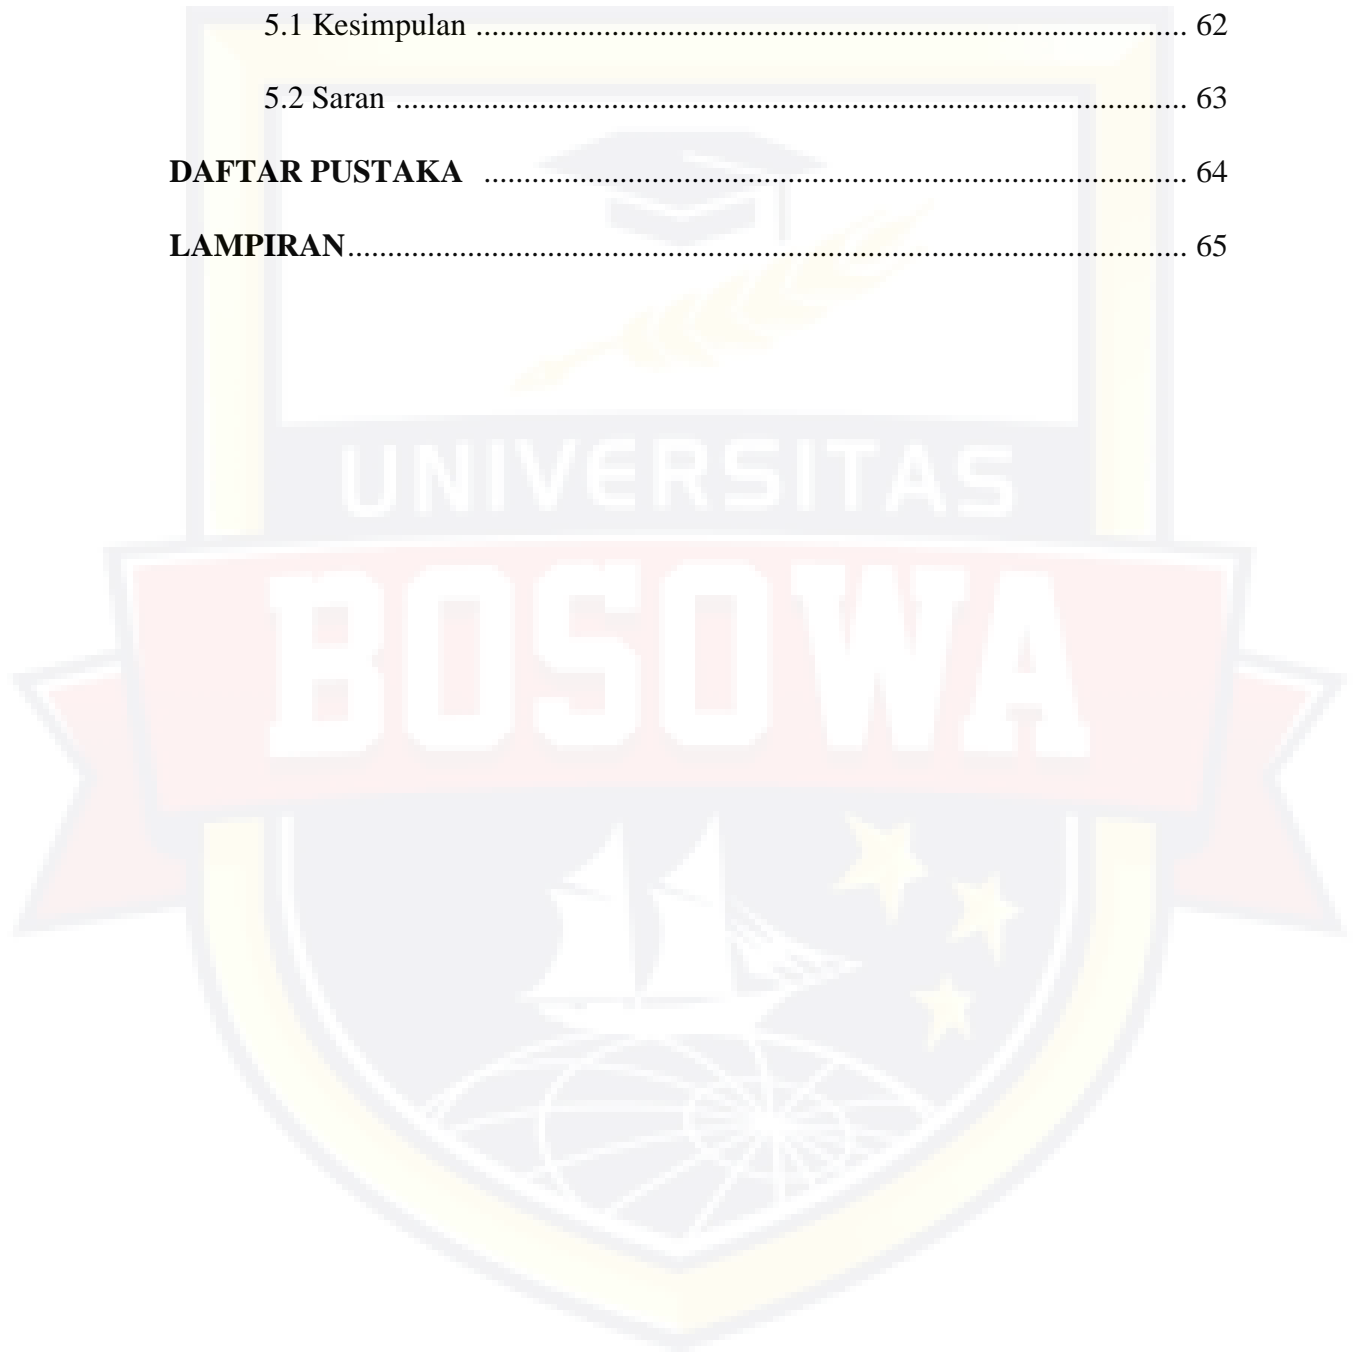 5.1 Kesimpulan ......................................................................................... 62
5.2 Saran ................................................................................................... 63
DAFTAR PUSTAKA ........................................................................................ 64
LAMPIRAN......................................................................................................... 65
UNIVERSITAS
BOSOWA